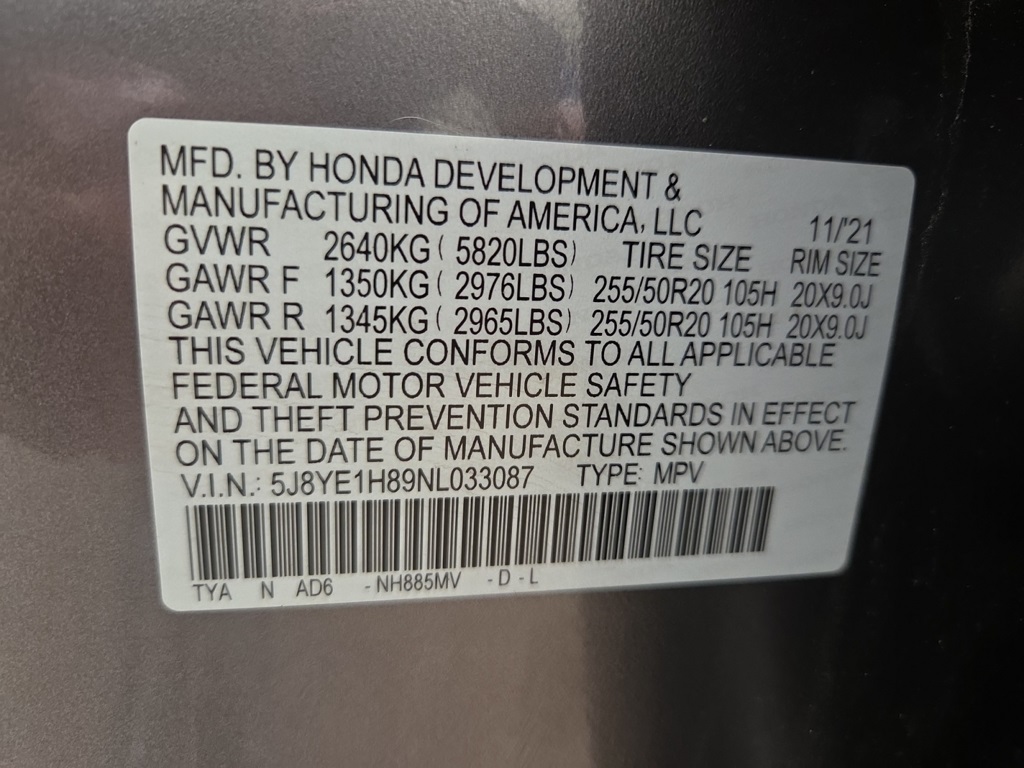 MFD. BY HONDA DEVELOPMENT &
MANUFACTURING OF AMERICA, LLC 11/'21
GVWR 2640KG ( 5820LBS) TIRE SIZE RIM SIZE
GAWR F 1350KG ( 2976LBS) 255/50R20 105H 20X9.0J
GAWR R 1345KG ( 2965LBS) 255/50R20 105H 20X9.0J
THIS VEHICLE CONFORMS TO ALL APPLICABLE
FEDERAL MOTOR VEHICLE SAFETY
AND THEFT PREVENTION STANDARDS IN EFFECT
ON THE DATE OF MANUFACTURE SHOWN ABOVE.
V.I.N.: 5J8YE1H89NL033087 TYPE: MPV
TYA N AD6 - NH885MV - D - L